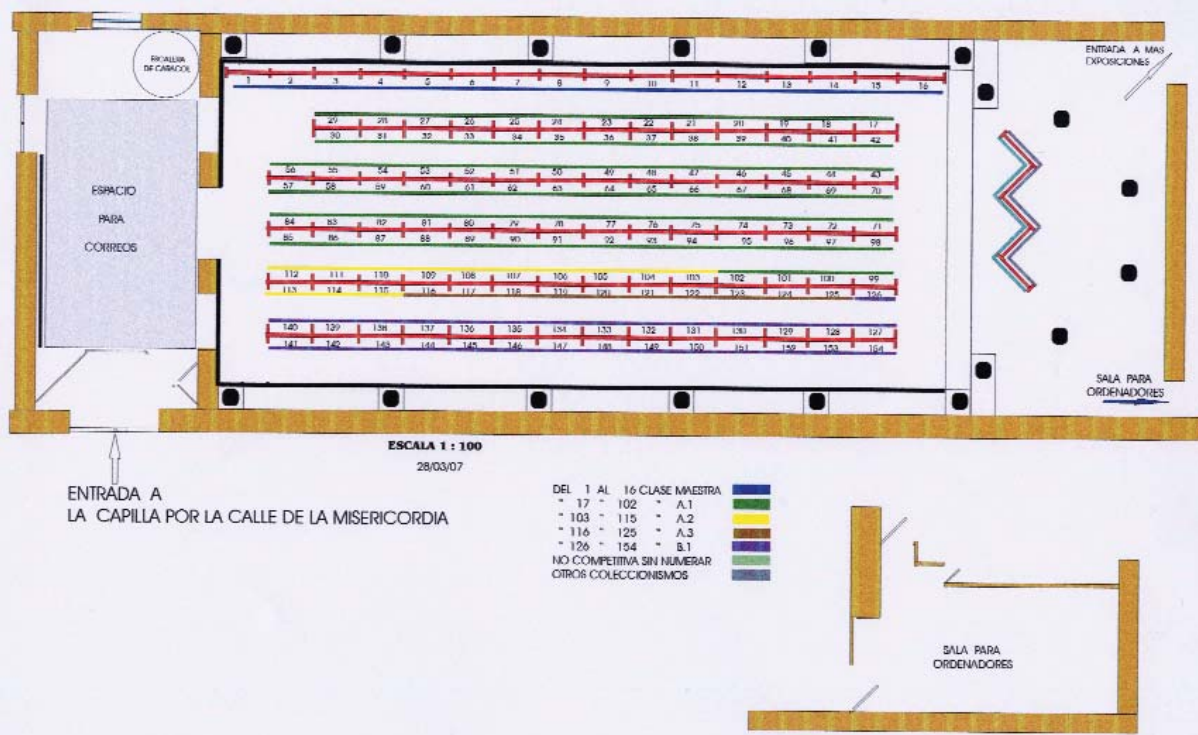 ESCALERA
DE CARACOL
ENTRADA A MAS
EXPOSICIONES
1 2 3 4 5 6 7 8 9 10 11 12 13 14 15 16
29 28 27 26 25 24 23 22 21 20 19 18 17
30 31 32 33 34 35 36 37 38 39 40 41 42
56 55 54 53 52 51 50 49 48 47 46 45 44 43
57 58 59 60 61 62 63 64 65 66 67 68 69 70
84 83 82 81 80 79 78 77 76 75 74 73 72 71
85 86 87 88 89 90 91 92 93 94 95 96 97 98
112 111 110 109 108 107 106 105 104 103 102 101 100 99
113 114 115 116 117 118 119 120 121 122 123 124 125 126
140 139 138 137 136 135 134 133 132 131 130 129 128 127
141 142 143 144 145 146 147 148 149 150 151 152 153 154
ESPACIO
PARA
CORREOS
SALA PARA
ORDENADORES
ESCALA 1 : 100
28/03/07
ENTRADA A
LA CAPILLA POR LA CALLE DE LA MISERICORDIA
DEL 1 AL 16 CLASE MAESTRA
" 17 " 102 " A.1
" 103 " 115 " A.2
" 116 " 125 " A.3
" 126 " 154 " B.1
NO COMPETITIVA SIN NUMERAR
OTROS COLECCIONISMOS
SALA PARA
ORDENADORES